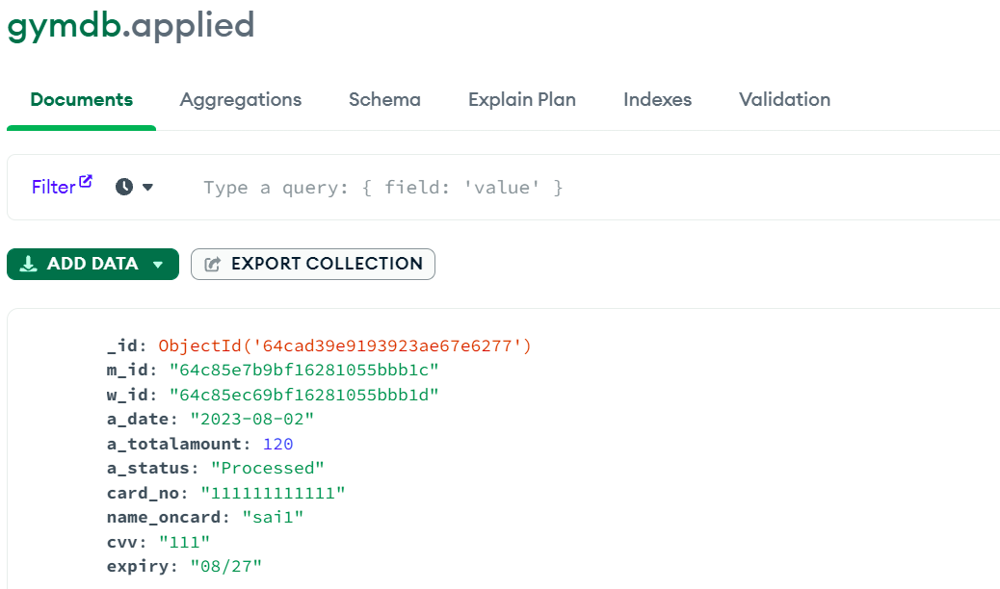 gymdb.applied
Documents Aggregations Schema Explain Plan Indexes Validation
Filter Type a query: { field: 'value' }
ADD DATA EXPORT COLLECTION
_id: ObjectId('64cad39e9193923ae67e6277')
m_id: "64c85e7b9bf16281055bbb1c"
w_id: "64c85ec69bf16281055bbb1d"
a_date: "2023-08-02"
a_totalamount: 120
a_status: "Processed"
card_no: "111111111111"
name_oncard: "sai1"
cvv: "111"
expiry: "08/27"